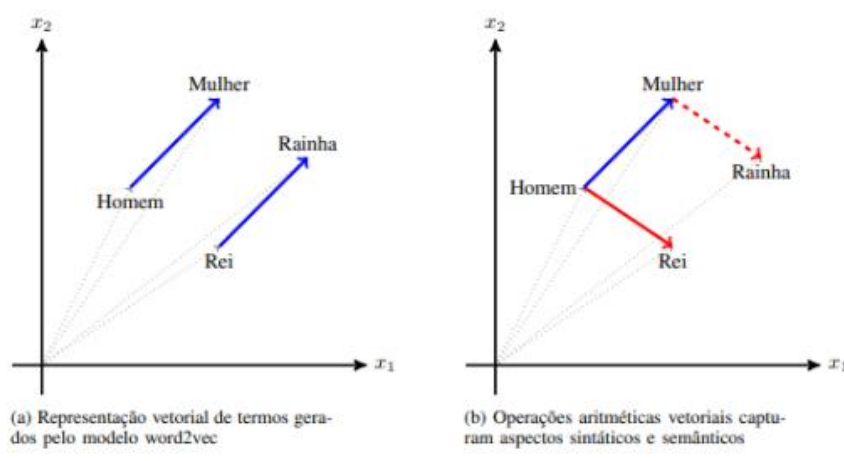 x₂
Mulher
Rainha
Homem
Rei
x₁
(a) Representação vetorial de termos gera-
dos pelo modelo word2vec
x₂
Mulher
Rainha
Homem
Rei
x₁
(b) Operações aritméticas vetoriais captu-
ram aspectos sintáticos e semânticos